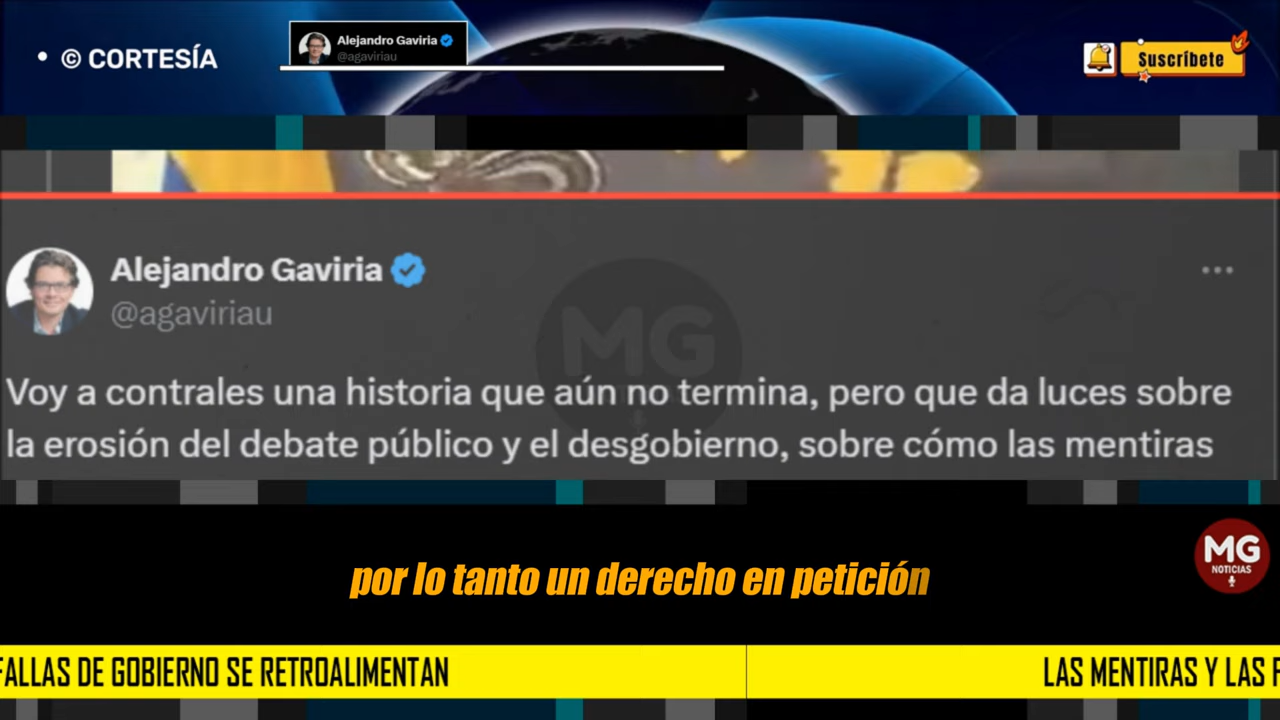 • © CORTESÍA
Alejandro Gaviria
@agaviriau
Suscríbete
Alejandro Gaviria
@agaviriau
Voy a contrales una historia que aún no termina, pero que da luces sobre
la erosión del debate público y el desgobierno, sobre cómo las mentiras
MG
por lo tanto un derecho en petición
MG
NOTICIAS
FALLAS DE GOBIERNO SE RETROALIMENTAN
LAS MENTIRAS Y LAS F